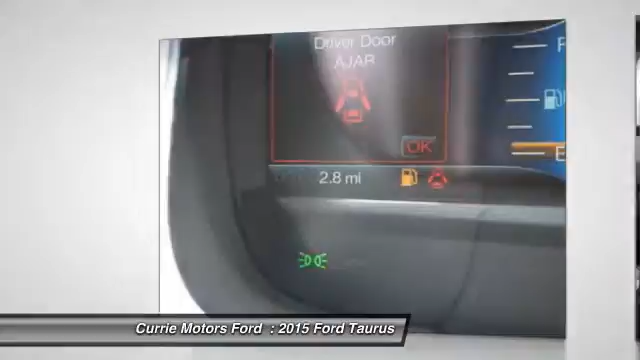 Driver Door
AJAR
OK
F
E
2.8 mi
Currie Motors Ford : 2015 Ford Taurus